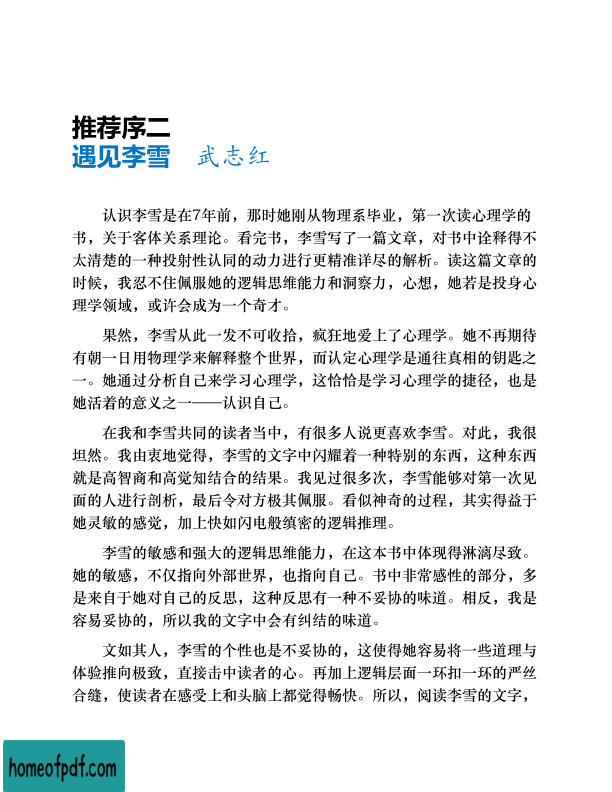 推荐序二
遇见李雪 武志红
认识李雪是在7年前，那时她刚从物理系毕业，第一次读心理学的
书，关于客体关系理论。看完书，李雪写了一篇文章，对书中诠释得不
太清楚的一种投射性认同的动力进行更精准详尽的解析。读这篇文章的
时候，我忍不住佩服她的逻辑思维能力和洞察力，心想，她若是投身心
理学领域，或许会成为一个奇才。
果然，李雪从此一发不可收拾，疯狂地爱上了心理学。她不再期待
有朝一日用物理学来解释整个世界，而认定心理学是通往真相的钥匙之
一。她通过分析自己来学习心理学，这恰恰是学习心理学的捷径，也是
她活着的意义之一——认识自己。
在我和李雪共同的读者当中，有很多人说更喜欢李雪。对此，我很
坦然。我由衷地觉得，李雪的文字中闪耀着一种特别的东西，这种东西
就是高智商和高觉知结合的结果。我见过很多次，李雪能够对第一次见
面的人进行剖析，最后令对方极其佩服。看似神奇的过程，其实得益于
她灵敏的感觉，加上快如闪电般缜密的逻辑推理。
李雪的敏感和强大的逻辑思维能力，在这本书中体现得淋漓尽致。
她的敏感，不仅指向外部世界，也指向自己。书中非常感性的部分，多
是来自于她对自己的反思，这种反思有一种不妥协的味道。相反，我是
容易妥协的，所以我的文字中会有纠结的味道。
文如其人，李雪的个性也是不妥协的，这使得她容易将一些道理与
体验推向极致，直接击中读者的心。再加上逻辑层面一环扣一环的严丝
合缝，使读者在感受上和头脑上都觉得畅快。所以，阅读李雪的文字，
homeofpdf.com